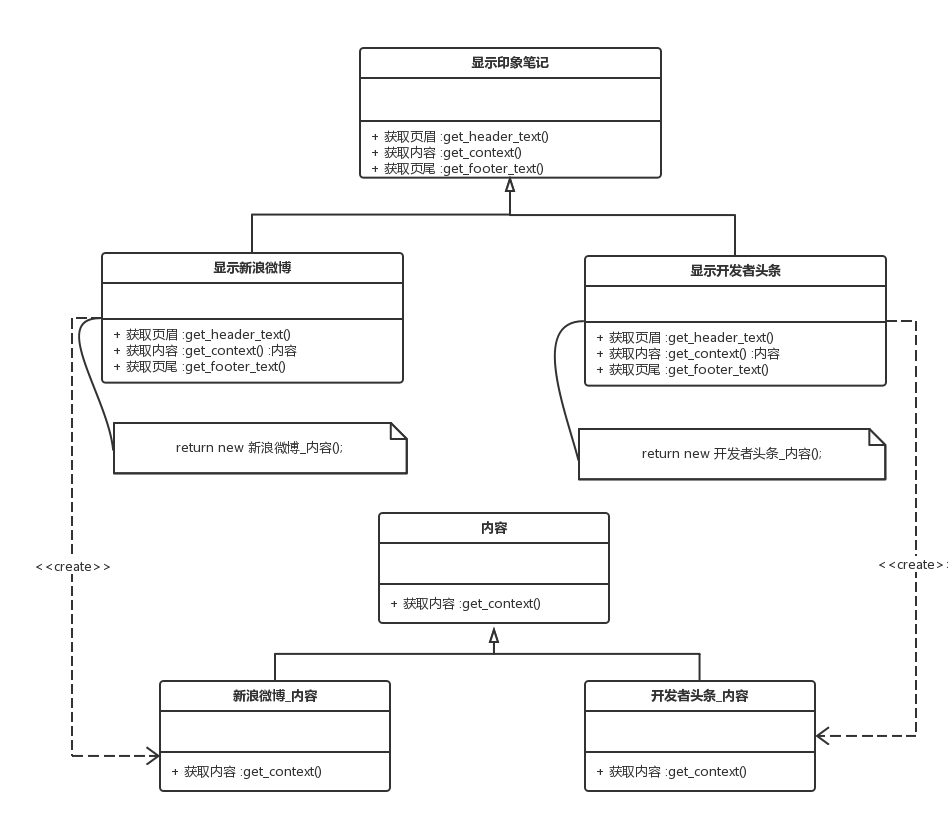 显示印象笔记
+ 获取页眉 :get_header_text()
+ 获取内容 :get_context()
+ 获取页尾 :get_footer_text()
显示新浪微博
+ 获取页眉 :get_header_text()
+ 获取内容 :get_context() :内容
+ 获取页尾 :get_footer_text()
显示开发者头条
+ 获取页眉 :get_header_text()
+ 获取内容 :get_context() :内容
+ 获取页尾 :get_footer_text()
return new 新浪微博_内容();
return new 开发者头条_内容();
内容
+ 获取内容 :get_context()
<<create>>
<<create>
新浪微博_内容
+ 获取内容 :get_context()
开发者头条_内容
+ 获取内容 :get_context()